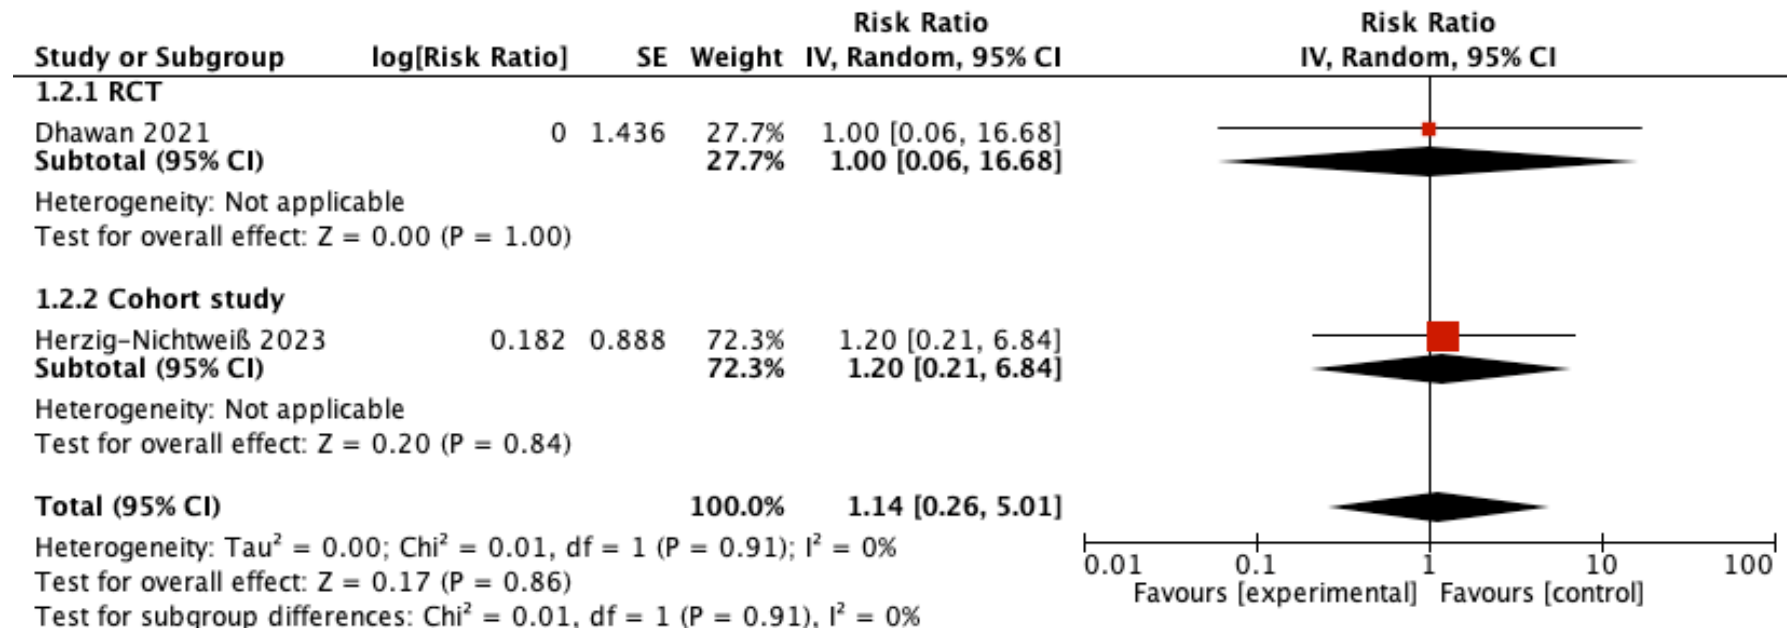 Risk Ratio Risk Ratio
Study or Subgroup log[Risk Ratio] SE Weight IV, Random, 95% CI IV, Random, 95% CI
1.2.1 RCT
Dhawan 2021 0 1.436 27.7% 1.00 [0.06, 16.68]
Subtotal (95% CI) 27.7% 1.00 [0.06, 16.68]
Heterogeneity: Not applicable
Test for overall effect: Z = 0.00 (P = 1.00)
1.2.2 Cohort study
Herzig-Nichtweiß 2023 0.182 0.888 72.3% 1.20 [0.21, 6.84]
Subtotal (95% CI) 72.3% 1.20 [0.21, 6.84]
Heterogeneity: Not applicable
Test for overall effect: Z = 0.20 (P = 0.84)
Total (95% CI) 100.0% 1.14 [0.26, 5.01]
Heterogeneity: Tau² = 0.00; Chi² = 0.01, df = 1 (P = 0.91); I² = 0%
Test for overall effect: Z = 0.17 (P = 0.86)
Test for subgroup differences: Chi² = 0.01, df = 1 (P = 0.91), I² = 0%
0.01 0.1 1 10 100
Favours [experimental] Favours [control]